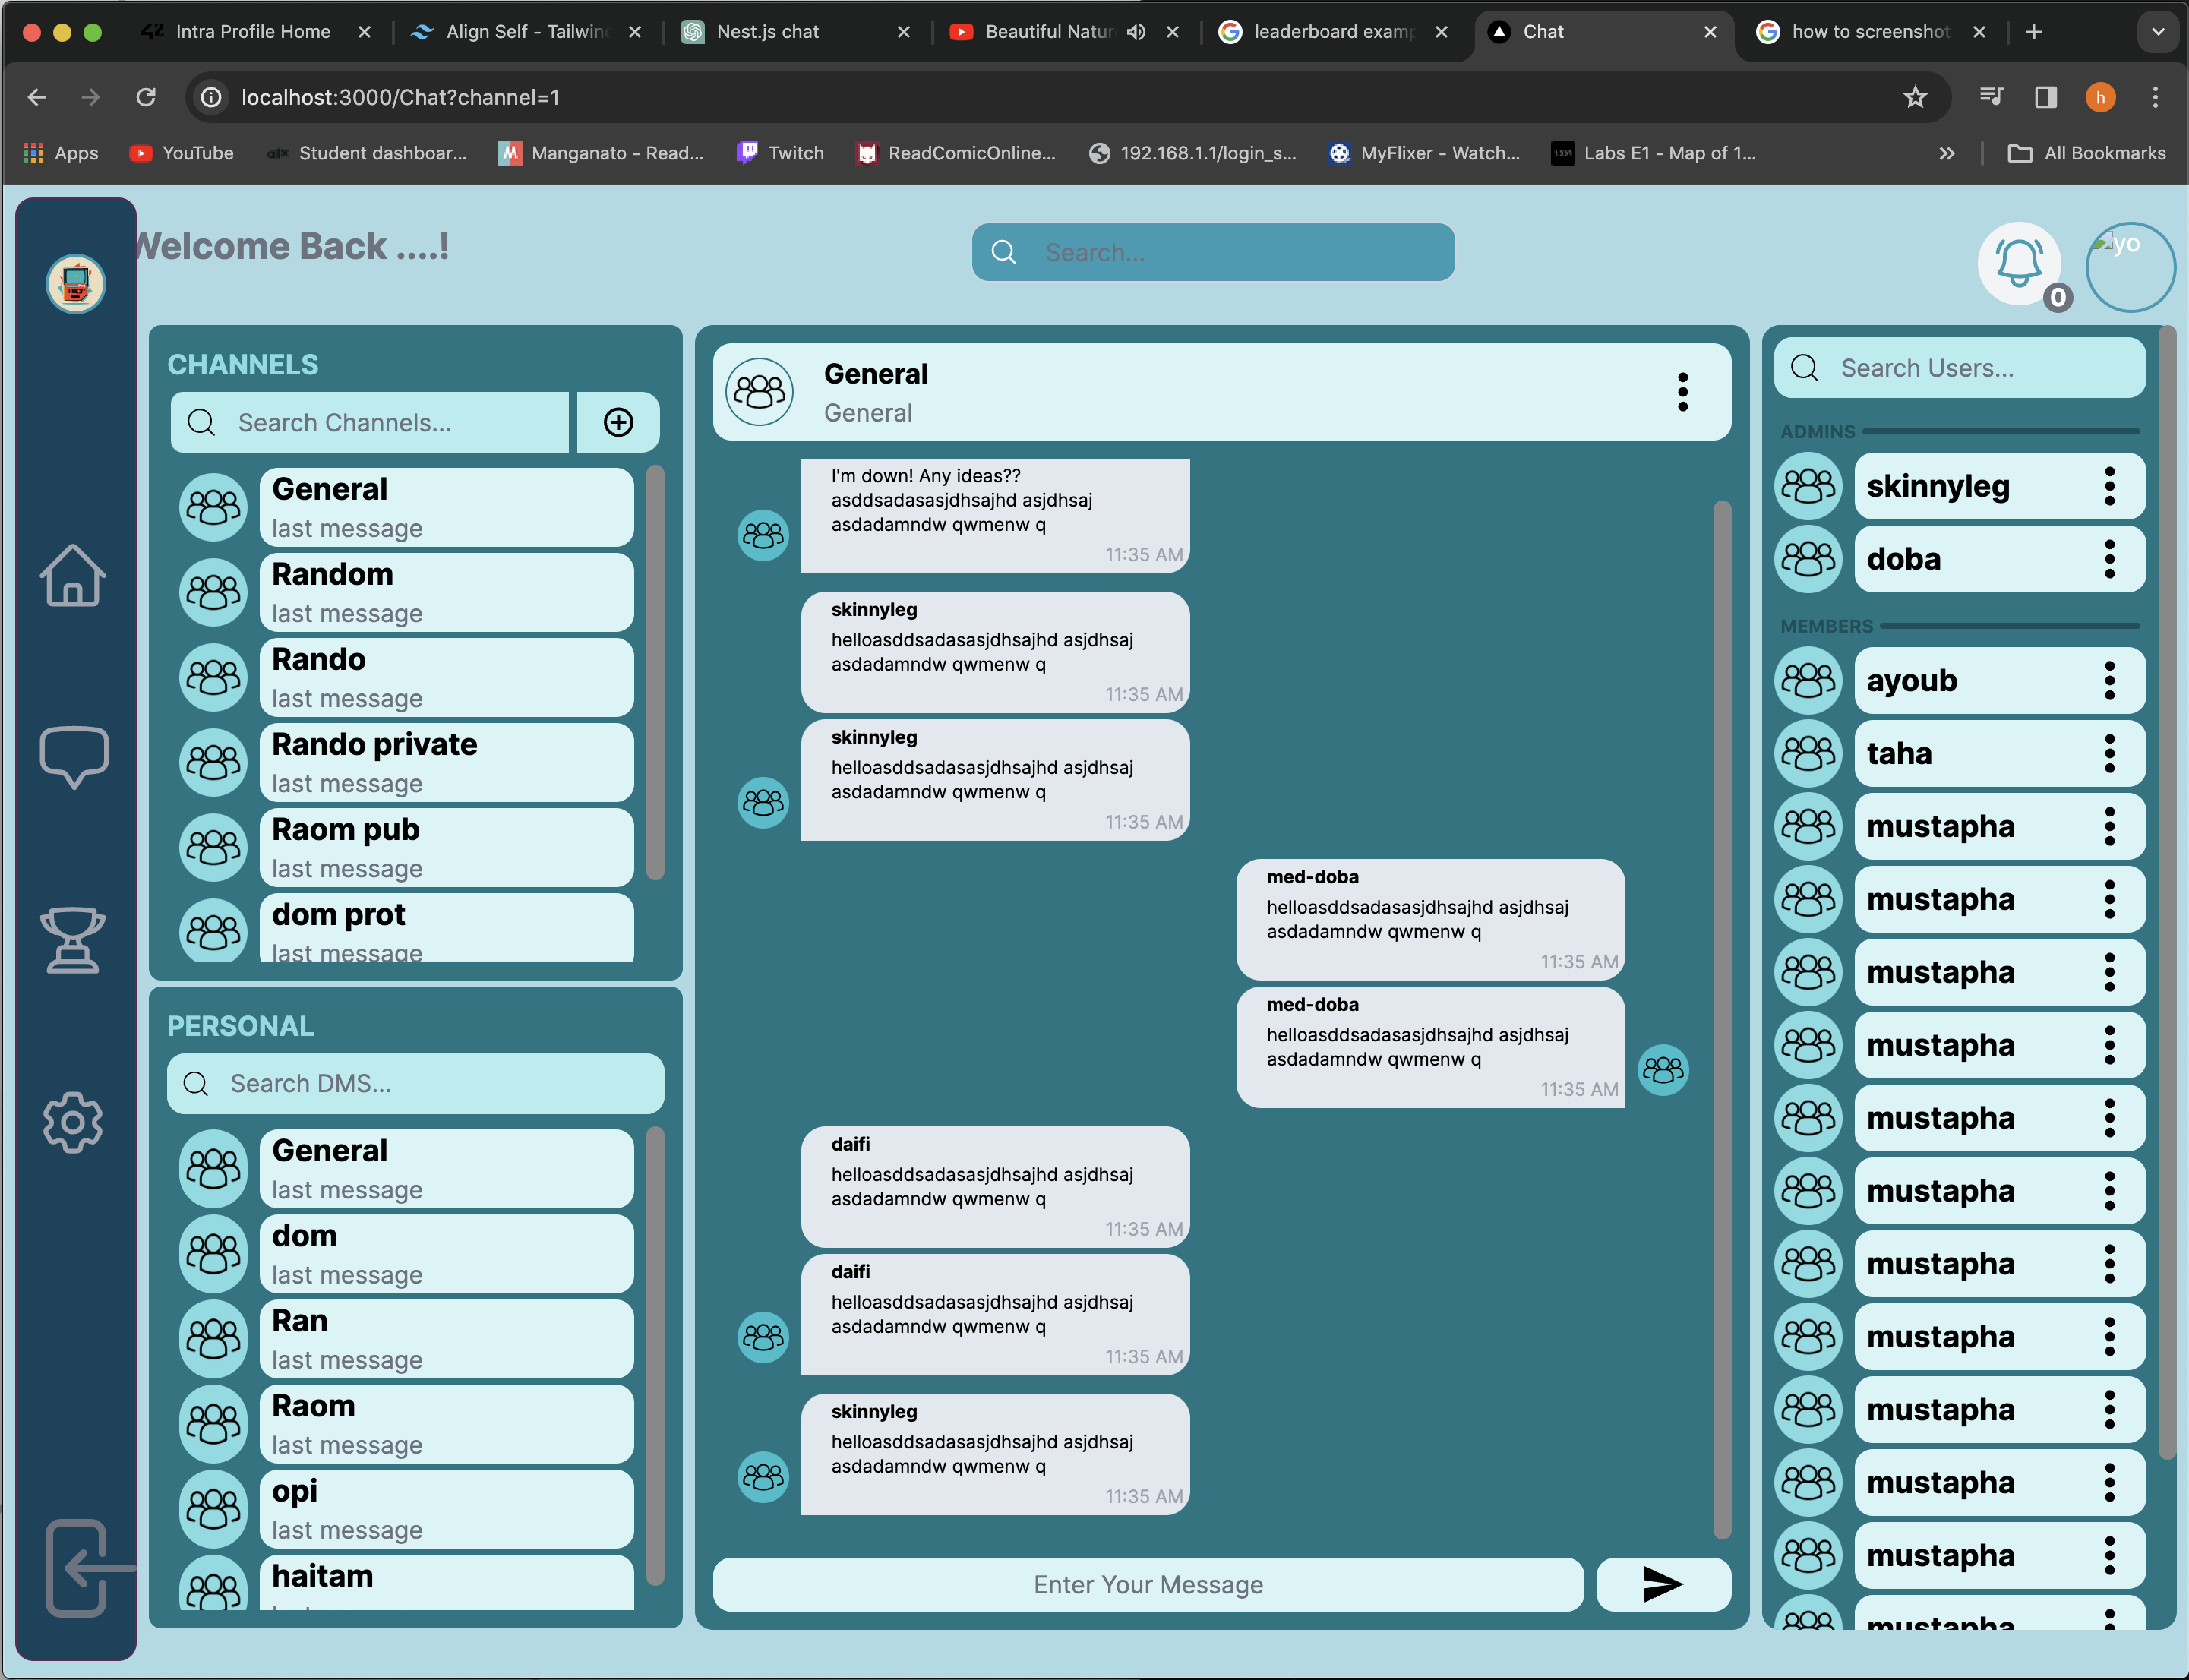 Intra Profile Home
Align Self - Tailwin
Nest.js chat
Beautiful Natur
leaderboard examp
Chat
how to screenshot
localhost:3000/Chat?channel=1
h
Apps
YouTube
alx
Student dashboar...
Manganato - Read...
Twitch
ReadComicOnline...
192.168.1.1/login_s...
MyFlixer - Watch...
Labs E1 - Map of 1...
All Bookmarks
Welcome Back ....!
Search...
0
yo
CHANNELS
Search Channels...
General
last message
Random
last message
Rando
last message
Rando private
last message
Raom pub
last message
dom prot
last message
PERSONAL
Search DMS...
General
last message
dom
last message
Ran
last message
Raom
last message
opi
last message
haitam
General
General
I'm down! Any ideas??
asddsadasasjdhsajhd asjdhsaj
asdadamndw qwmenw q
11:35 AM
skinnyleg
helloasddsadasasjdhsajhd asjdhsaj
asdadamndw qwmenw q
11:35 AM
skinnyleg
helloasddsadasasjdhsajhd asjdhsaj
asdadamndw qwmenw q
11:35 AM
med-doba
helloasddsadasasjdhsajhd asjdhsaj
asdadamndw qwmenw q
11:35 AM
med-doba
helloasddsadasasjdhsajhd asjdhsaj
asdadamndw qwmenw q
11:35 AM
daifi
helloasddsadasasjdhsajhd asjdhsaj
asdadamndw qwmenw q
11:35 AM
daifi
helloasddsadasasjdhsajhd asjdhsaj
asdadamndw qwmenw q
11:35 AM
skinnyleg
helloasddsadasasjdhsajhd asjdhsaj
asdadamndw qwmenw q
11:35 AM
Enter Your Message
Search Users...
ADMINS
skinnyleg
doba
MEMBERS
ayoub
taha
mustapha
mustapha
mustapha
mustapha
mustapha
mustapha
mustapha
mustapha
mustapha
mustapha
mustapha
mustapha